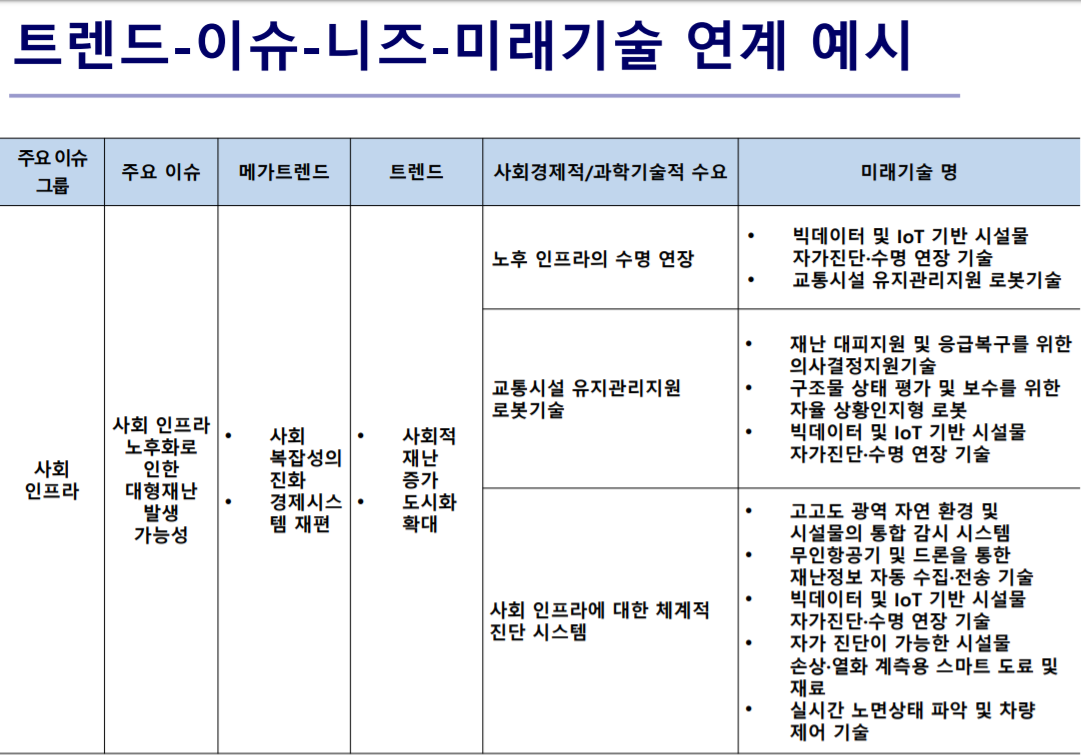 트렌드-이슈-니즈-미래기술 연계 예시
주요 이슈
그룹
주요 이슈
메가트렌드
트렌드
사회경제적/과학기술적 수요
미래기술 명
사회
인프라
사회 인프라
노후화로
인한
대형재난
발생
가능성
• 사회
복잡성의
진화
• 경제시스
템 재편
• 사회적
재난
증가
• 도시화
확대
노후 인프라의 수명 연장
• 빅데이터 및 IoT 기반 시설물
자가진단·수명 연장 기술
• 교통시설 유지관리지원 로봇기술
교통시설 유지관리지원
로봇기술
• 재난 대피지원 및 응급복구를 위한
의사결정지원기술
• 구조물 상태 평가 및 보수를 위한
자율 상황인지형 로봇
• 빅데이터 및 IoT 기반 시설물
자가진단·수명 연장 기술
사회 인프라에 대한 체계적
진단 시스템
• 고고도 광역 자연 환경 및
시설물의 통합 감시 시스템
• 무인항공기 및 드론을 통한
재난정보 자동 수집·전송 기술
• 빅데이터 및 IoT 기반 시설물
자가진단·수명 연장 기술
• 자가 진단이 가능한 시설물
손상·열화 계측용 스마트 도료 및
재료
• 실시간 노면상태 파악 및 차량
제어 기술